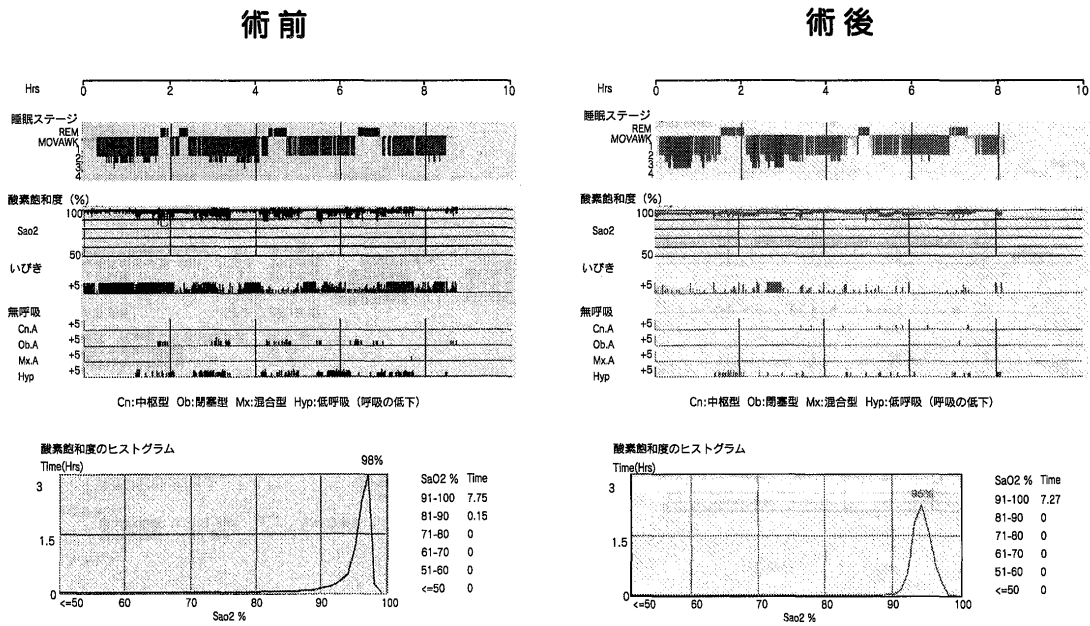 術前
Hrs
0 2 4 6 8 10
睡眠ステージ
REM
MOVAWK
1
2
3
4
酸素飽和度 (%)
100
Sao2
50
いびき
+5
無呼吸
+5
Cn.A
+5
Ob.A
+5
Mx.A
+5
Hyp
Cn:中枢型 Ob:閉塞型 Mx:混合型 Hyp:低呼吸 (呼吸の低下)
酸素飽和度のヒストグラム
Time(Hrs)
98%
3
1.5
0
<=50 60 70 80 90 100
Sao2 %
SaO2 % Time
91-100 7.75
81-90 0.15
71-80 0
61-70 0
51-60 0
<=50 0
術後
Hrs
0 2 4 6 8 10
睡眠ステージ
REM
MOVAWK
1
2
3
4
酸素飽和度 (%)
100
Sao2
50
いびき
+5
無呼吸
+5
Cn.A
+5
Ob.A
+5
Mx.A
+5
Hyp
Cn:中枢型 Ob:閉塞型 Mx:混合型 Hyp:低呼吸 (呼吸の低下)
酸素飽和度のヒストグラム
Time(Hrs)
3
1.5
0
<=50 60 70 80 90 100
Sao2 %
SaO2 % Time
91-100 7.27
81-90 0
71-80 0
61-70 0
51-60 0
<=50 0